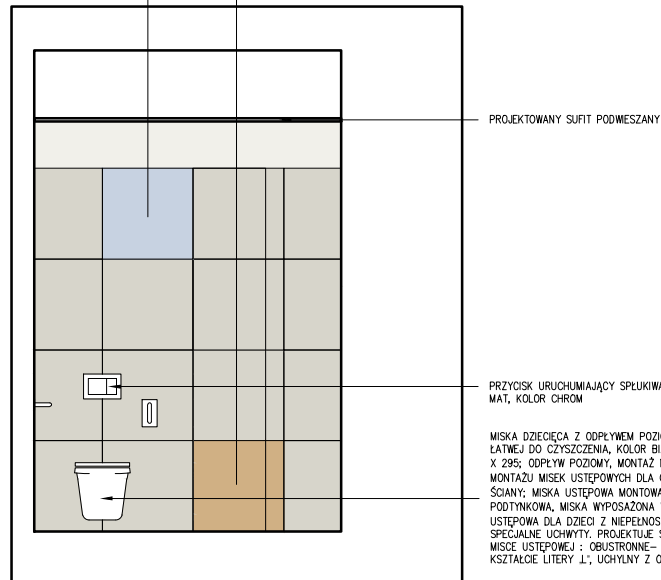 PROJEKTOWANY SUFIT PODWIESZANY
PRZYCISK URUCHUMIAJĄCY SPŁUKIWA
MAT, KOLOR CHROM
MISKA DZIECIĘCA Z ODPŁYWEM POZIO
ŁATWEJ DO CZYSZCZENIA, KOLOR BI
X 295; ODPŁYW POZIOMY, MONTAŻ
MONTAŻU MISEK USTĘPOWYCH DLA
ŚCIANY; MISKA USTĘPOWA MONTOWA
PODTYNKOWA, MISKA WYPOSAŻONA
USTĘPOWA DLA DZIECI Z NIEPEŁNOS
SPECJALNE UCHWYTY. PROJEKTUJE S
MISCE USTĘPOWEJ : OBUSTRONNE–
KSZTAŁCIE LITERY „L", UCHYLNY Z O